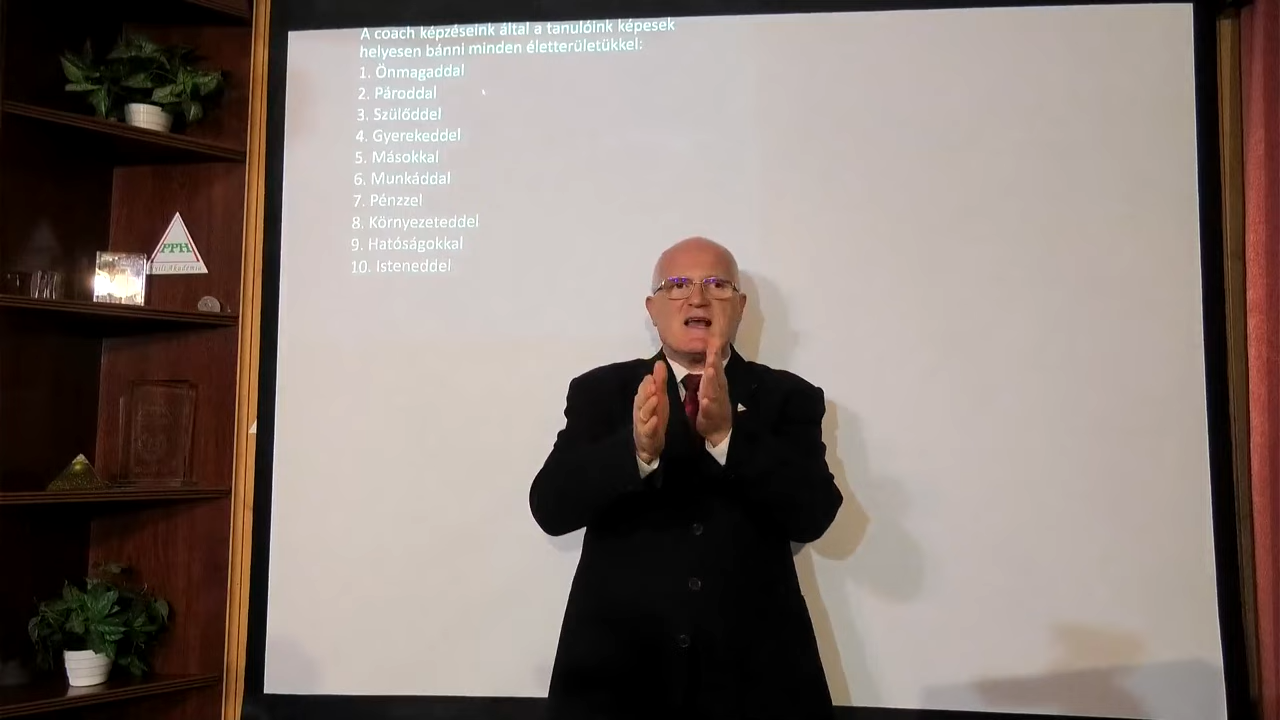 A coach képzéseink által a tanulóink képesek
helyesen bánni minden életterületükkel:
1. Önmagaddal
2. Pároddal
3. Szülőddel
4. Gyerekeddel
5. Másokkal
6. Munkáddal
7. Pénzzel
8. Környezeteddel
9. Hatóságokkal
10. Isteneddel
PPH